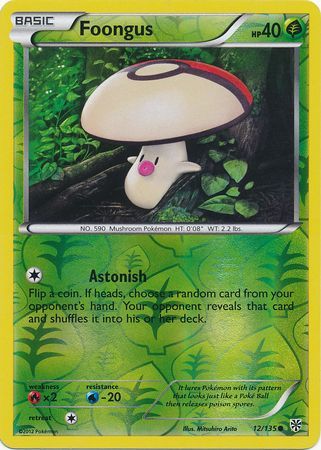 BASIC
Foongus
HP40
NO. 590 Mushroom Pokémon HT: 0'08" WT: 2.2 lbs.
Astonish
Flip a coin. If heads, choose a random card from your
opponent's hand. Your opponent reveals that card
and shuffles it into his or her deck.
weakness
resistance
×2
-20
retreat
It lures Pokémon with its pattern
that looks just like a Poké Ball
then releases poison spores.
©2012 Pokémon
Illus. Mitsuhiro Arito
12/135